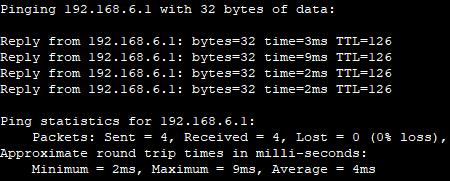 Pinging 192.168.6.1 with 32 bytes of data:
Reply from 192.168.6.1: bytes=32 time=3ms TTL=126
Reply from 192.168.6.1: bytes=32 time=9ms TTL=126
Reply from 192.168.6.1: bytes=32 time=2ms TTL=126
Reply from 192.168.6.1: bytes=32 time=2ms TTL=126
Ping statistics for 192.168.6.1:
    Packets: Sent = 4, Received = 4, Lost = 0 (0% loss),
Approximate round trip times in milli-seconds:
    Minimum = 2ms, Maximum = 9ms, Average = 4ms